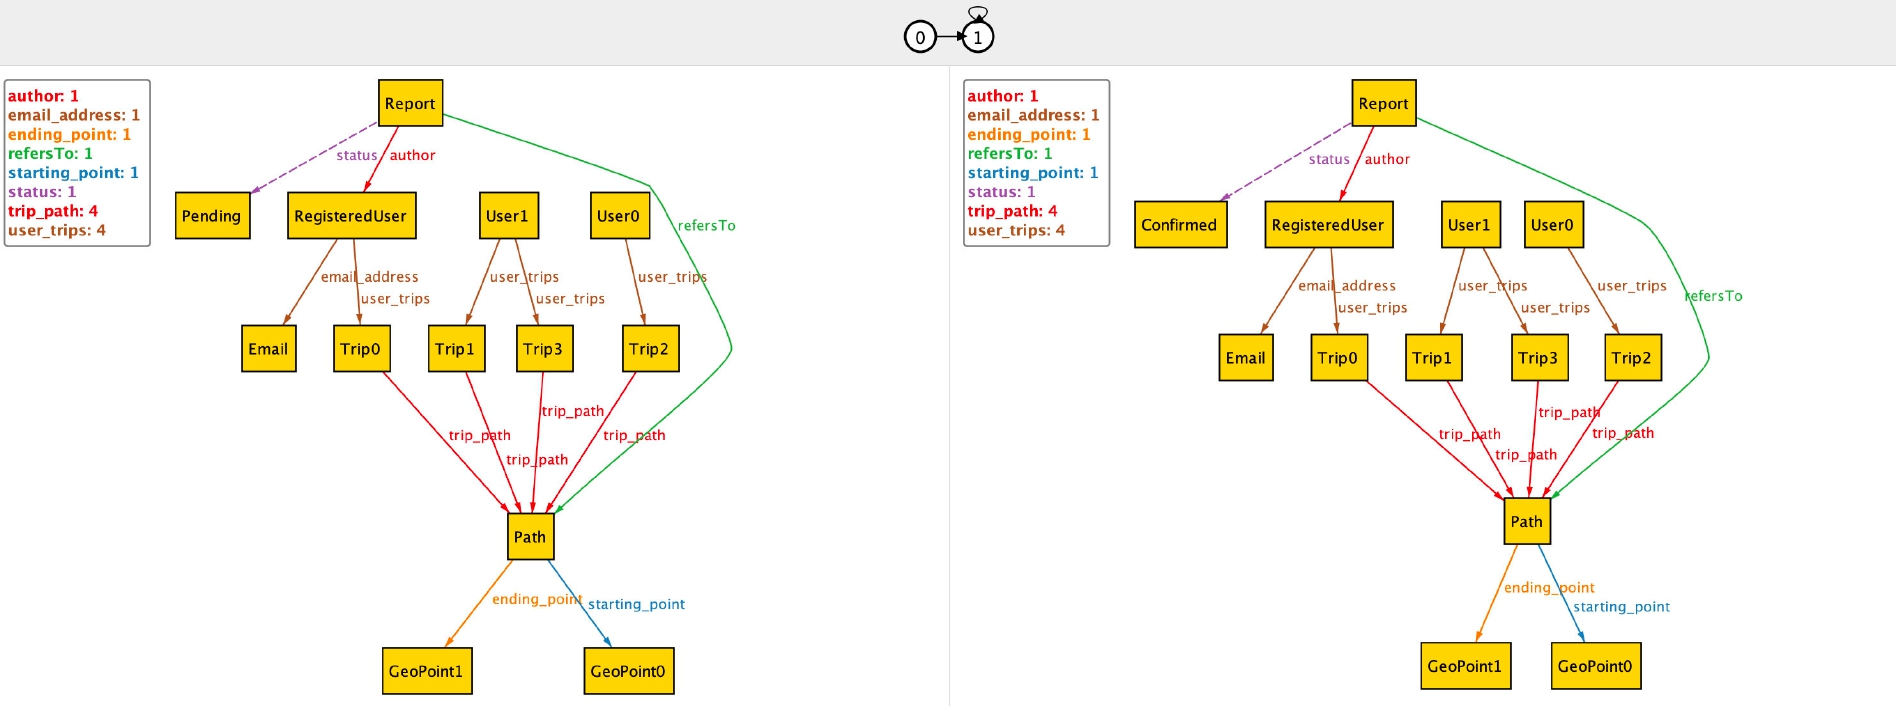 0
1
author: 1
email_address: 1
ending_point: 1
refersTo: 1
starting_point: 1
status: 1
trip_path: 4
user_trips: 4
Report
status
author
Pending
RegisteredUser
User1
User0
refersTo
email_address
user_trips
user_trips
user_trips
user_trips
Email
Trip0
Trip1
Trip3
Trip2
trip_path
trip_path
trip_path
trip_path
Path
ending_point
starting_point
GeoPoint1
GeoPoint0
author: 1
email_address: 1
ending_point: 1
refersTo: 1
starting_point: 1
status: 1
trip_path: 4
user_trips: 4
Report
status
author
Confirmed
RegisteredUser
User1
User0
email_address
user_trips
user_trips
user_trips
user_trips
refersTo
Email
Trip0
Trip1
Trip3
Trip2
trip_path
trip_path
trip_path
trip_path
Path
ending_point
starting_point
GeoPoint1
GeoPoint0